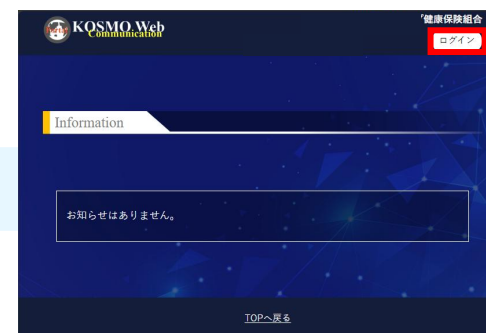 KOSMO Web
Communication
「健康保険組合
ログイン
Information
お知らせはありません。
TOPへ戻る